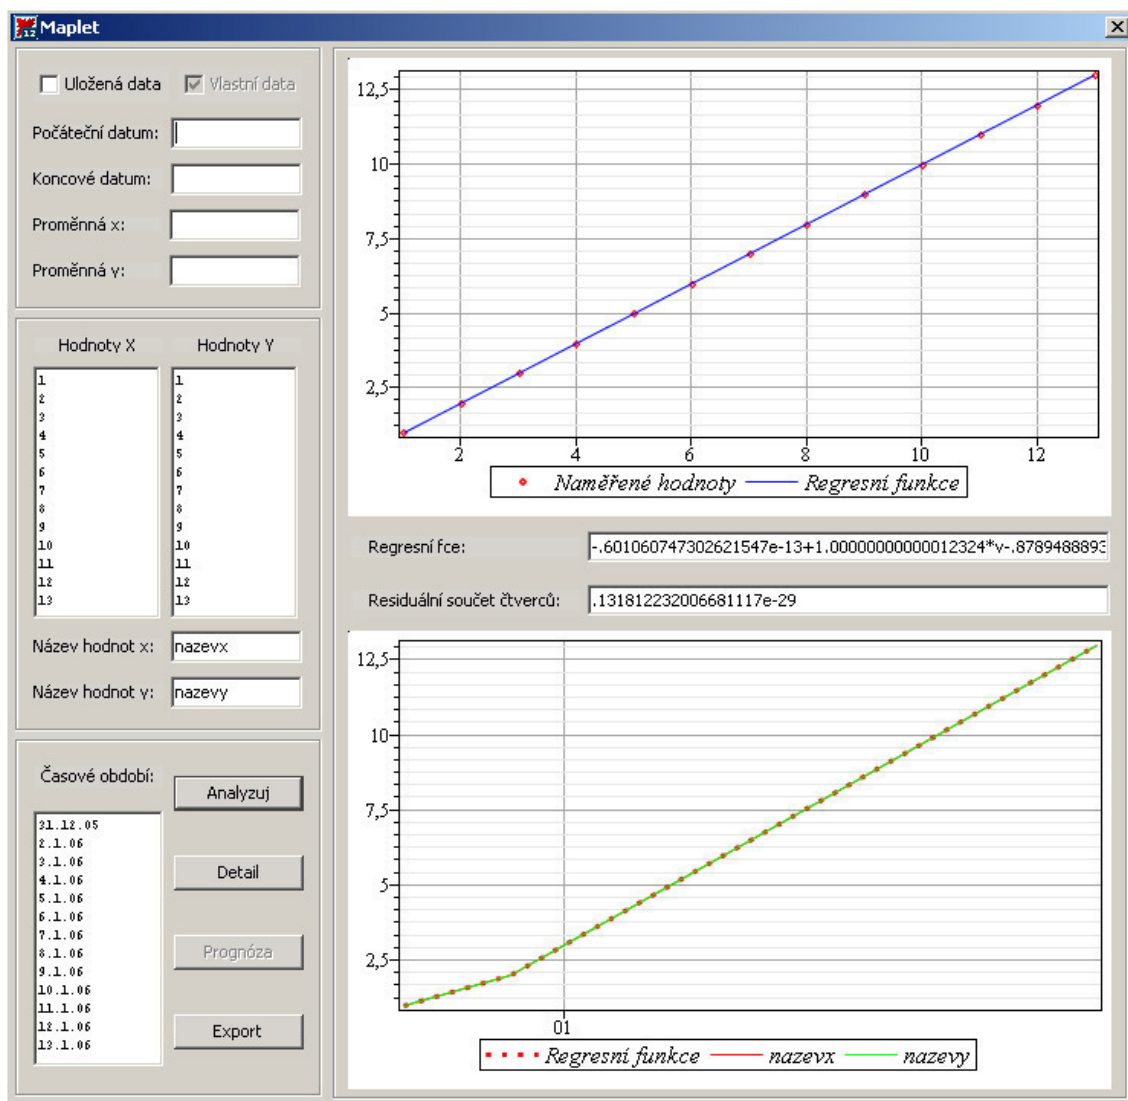 Maplet
Uložená data
Vlastní data
Počáteční datum:
Koncové datum:
Proměnná x:
Proměnná y:
Hodnoty X
Hodnoty Y
1
2
3
4
5
6
7
8
9
10
11
12
13
1
2
3
4
5
6
7
8
9
10
11
12
13
Název hodnot x:
nazevx
Název hodnot y:
nazevy
Časové období:
31.12.05
2.1.06
3.1.06
4.1.06
5.1.06
6.1.06
7.1.06
8.1.06
9.1.06
10.1.06
11.1.06
12.1.06
13.1.06
Analyzuj
Detail
Prognóza
Export
12,5
10
7,5
5
2,5
2 4 6 8 10 12
Naměřené hodnoty Regresní funkce
Regresní fce:
-.601060747302621547e-13+1.00000000000012324*v-.8789488893
Residuální součet čtverců:
.131812232006681117e-29
12,5
10
7,5
5
2,5
01
Regresní funkce nazevx nazevy